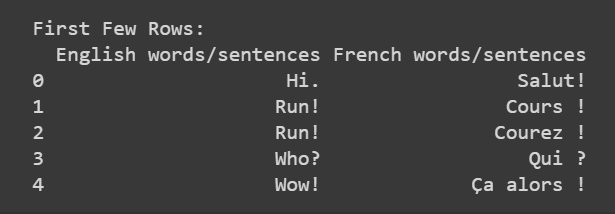 First Few Rows:
English words/sentences French words/sentences
0 Hi. Salut!
1 Run! Cours !
2 Run! Courez !
3 Who? Qui ?
4 Wow! Ça alors !